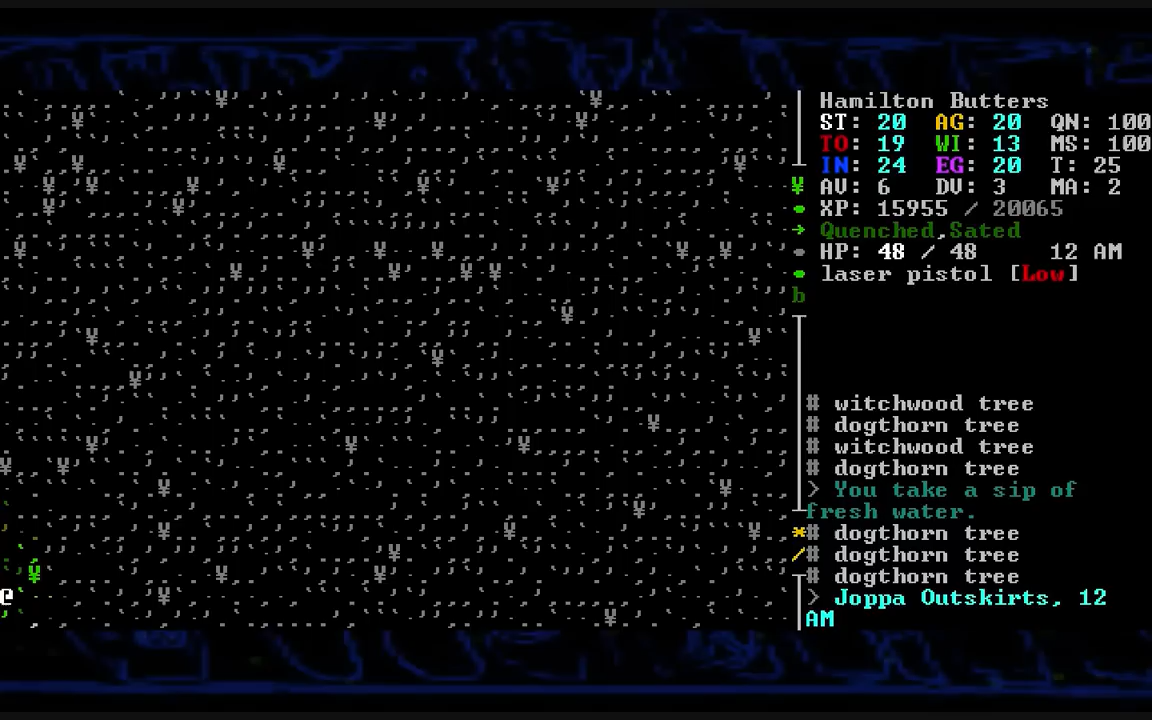 Hamilton Butters
ST: 20 AG: 20 QN: 100
TO: 19 WI: 13 MS: 100
IN: 24 EG: 20 T: 25
AV: 6 DV: 3 MA: 2
XP: 15955 / 20065
Quenched,Sated
HP: 48 / 48 12 AM
laser pistol [Low]
# witchwood tree
# dogthorn tree
# witchwood tree
# dogthorn tree
> You take a sip of
fresh water.
# dogthorn tree
# dogthorn tree
# dogthorn tree
> Joppa Outskirts, 12
AM